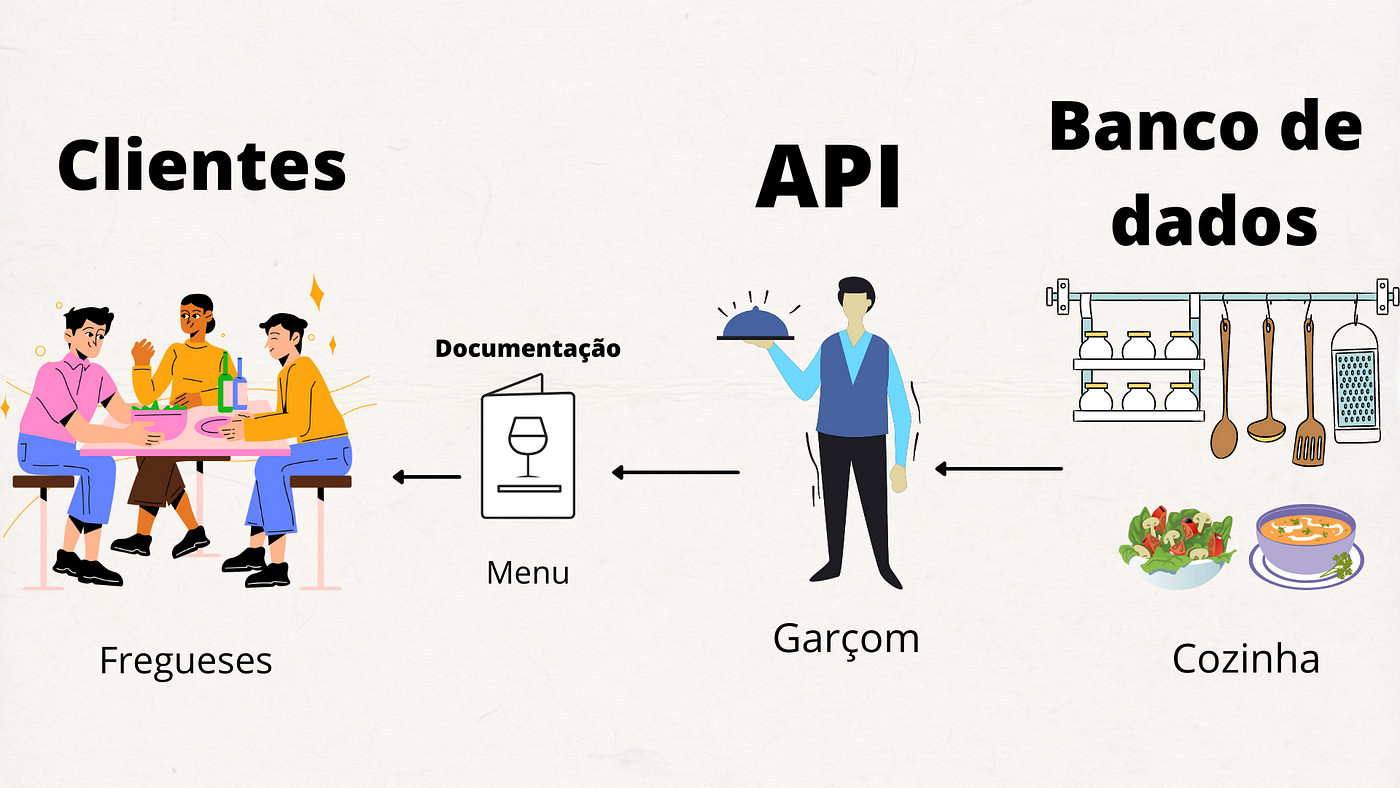 Clientes
Documentação
Menu
Fregueses
API
Garçom
Banco de
dados
Cozinha